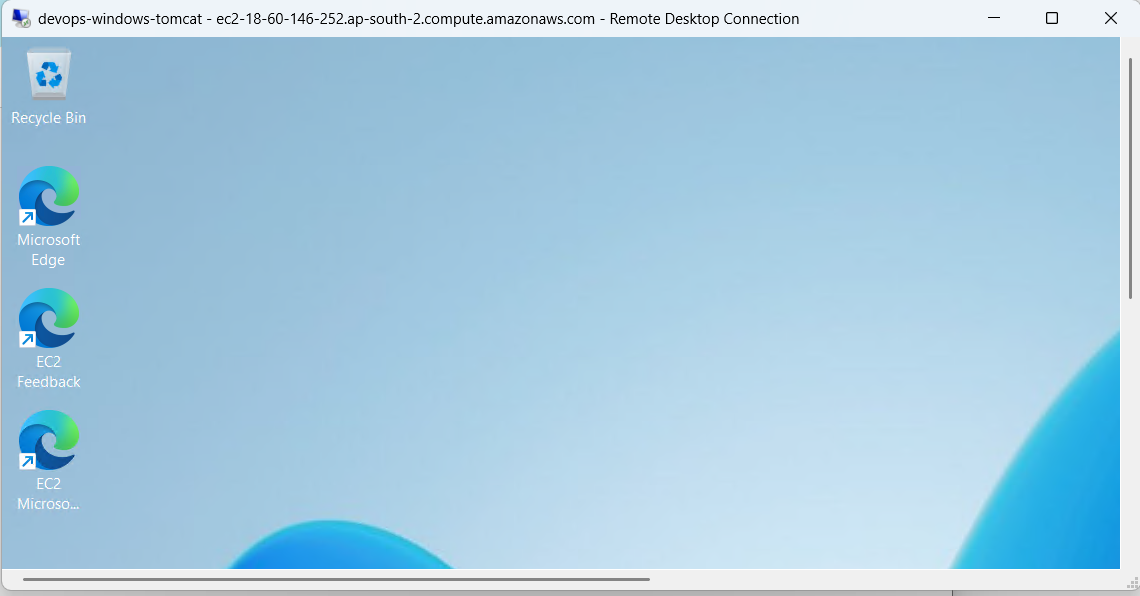 devops-windows-tomcat - ec2-18-60-146-252.ap-south-2.compute.amazonaws.com - Remote Desktop Connection
Recycle Bin
Microsoft
Edge
EC2
Feedback
EC2
Microso...